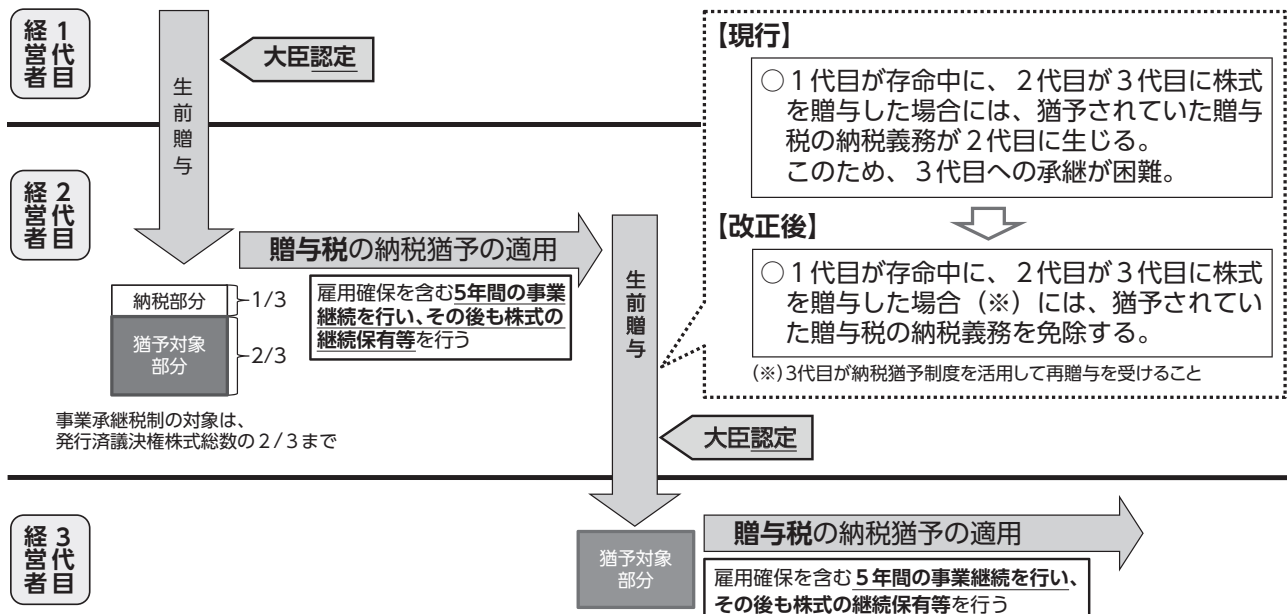 1代目
経営者
大臣認定
生前贈与
【現行】
○1代目が存命中に、2代目が3代目に株式
を贈与した場合には、猶予されていた贈与
税の納税義務が2代目に生じる。
このため、3代目への承継が困難。
【改正後】
○1代目が存命中に、2代目が3代目に株式
を贈与した場合（※）には、猶予されてい
た贈与税の納税義務を免除する。
(※)3代目が納税猶予制度を活用して再贈与を受けること
2代目
経営者
贈与税の納税猶予の適用
雇用確保を含む5年間の事業
継続を行い、その後も株式の
継続保有等を行う
納税部分
1/3
猶予対象
部分
2/3
事業承継税制の対象は、
発行済議決権株式総数の2/3まで
生前贈与
大臣認定
3代目
経営者
猶予対象
部分
贈与税の納税猶予の適用
雇用確保を含む5年間の事業継続を行い、
その後も株式の継続保有等を行う